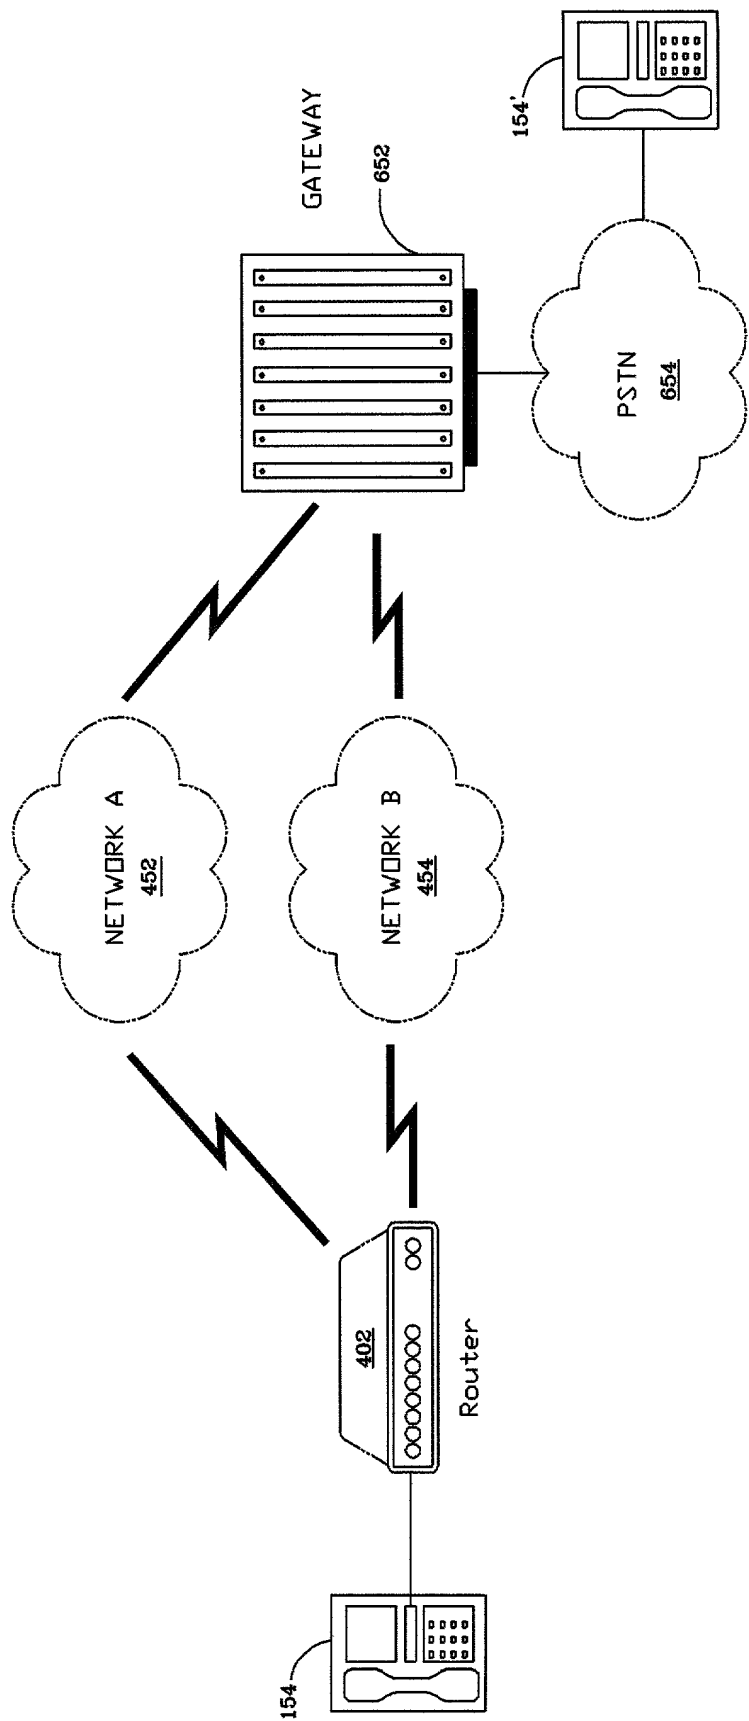 154
402
Router
NETWORK A
452
NETWORK B
454
GATEWAY
652
PSTN
654
154'